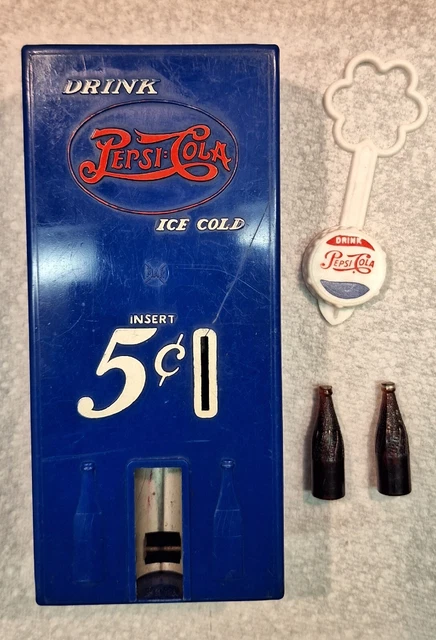 DRINK
PEPSI:COLA
ICE COLD
INSERT
5¢
DRINK
PEPSI:COLA